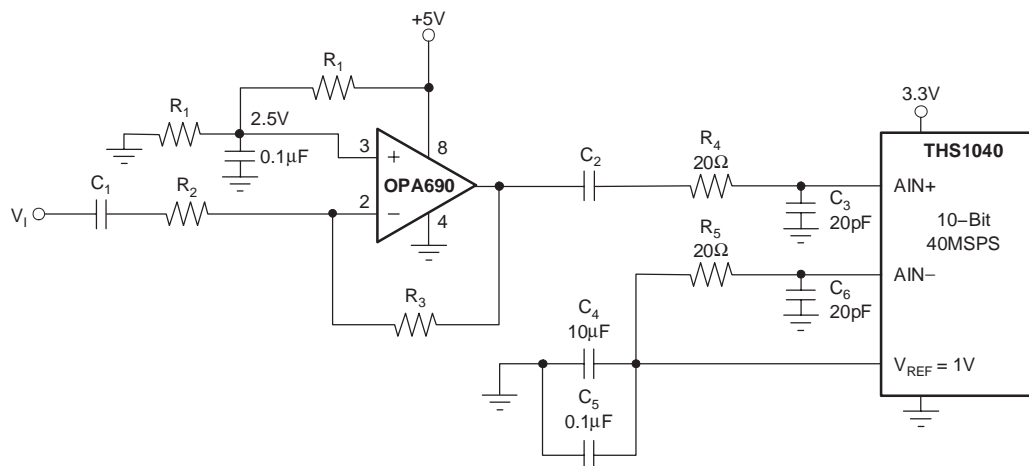 +5V
R1
R1
2.5V
0.1μF
3
+
8
OPA690
2
−
4
VI
C1
R2
R3
C2
R4
20Ω
C3
20pF
R5
20Ω
C6
20pF
C4
10μF
C5
0.1μF
3.3V
THS1040
AIN+
10−Bit
40MSPS
AIN−
VREF = 1V